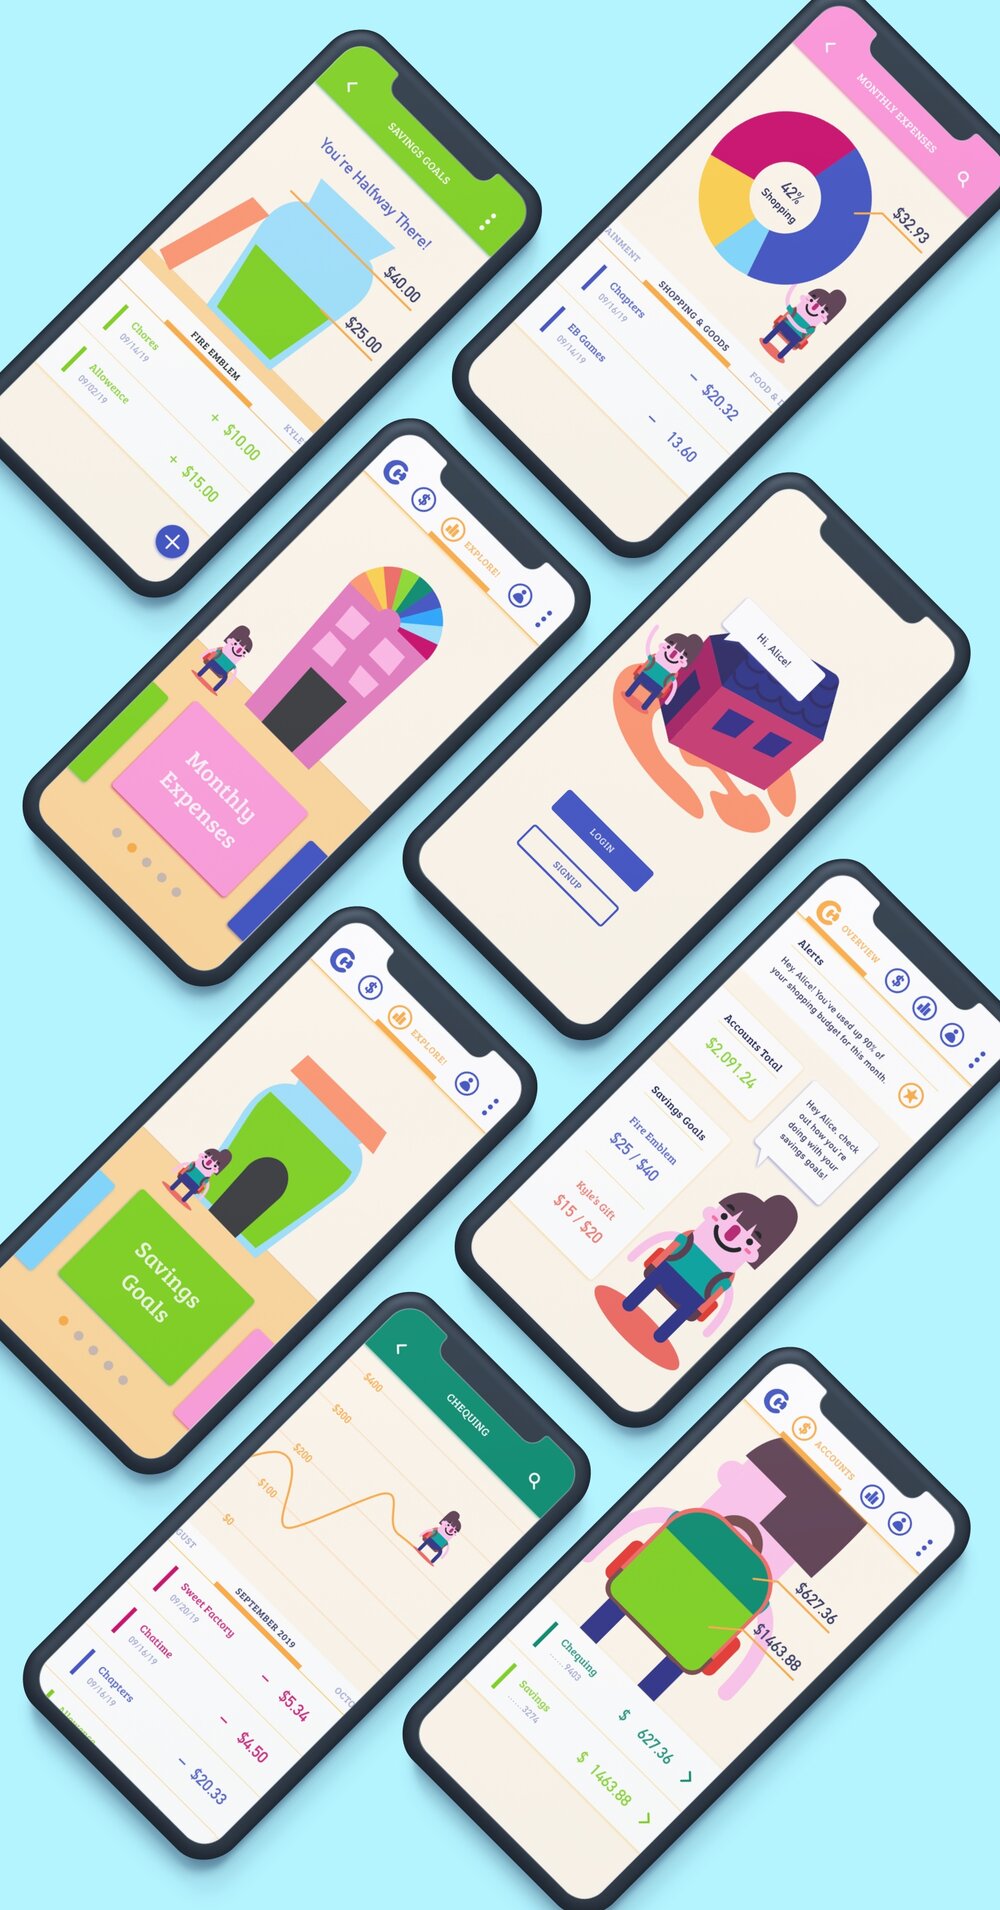 SAVINGS GOALS
You're Halfway There!
$40.00
$25.00
FIRE EMBLEM
KYLE
Chores
09/14/19
+ $10.00
Allowence
09/02/19
+ $15.00
MONTHLY EXPENSES
42%
Shopping
$32.93
AINMENT
SHOPPING & GOODS
FOOD & D
Chapters
09/16/19
- $20.32
EB Games
09/14/19
- 13.60
$
EXPLORE!
Monthly
Expenses
Hi, Alice!
LOGIN
SIGNUP
$
EXPLORE!
Savings
Goals
OVERVIEW
$
Alerts
Hey, Alice! You've used up 90% of
your shopping budget for this month.
Accounts Total
$2,091.24
Savings Goals
Fire Emblem
$25 / $40
Kyle's Gift
$15 / $20
Hey Alice, check
out how you're
doing with your
savings goals!
CHEQUING
$400
$300
$200
$100
$0
GUST
SEPTEMBER 2019
OCTO
Sweet Factory
09/20/19
- $5.34
Chatime
09/16/19
- $4.50
Chapters
09/16/19
- $20.33
Allowence
$
ACCOUNTS
$627.36
$1463.88
Chequing
......9403
$ 627.36
Savings
......3274
$ 1463.88